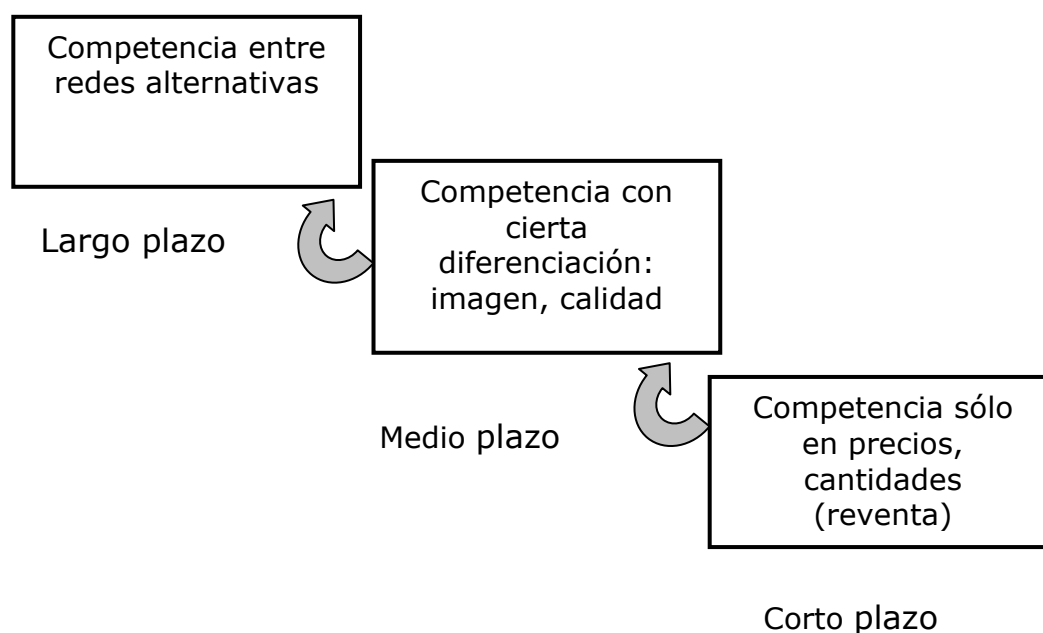 Competencia entre
redes alternativas
Largo plazo
Competencia con
cierta
diferenciación:
imagen, calidad
Medio plazo
Competencia sólo
en precios,
cantidades
(reventa)
Corto plazo